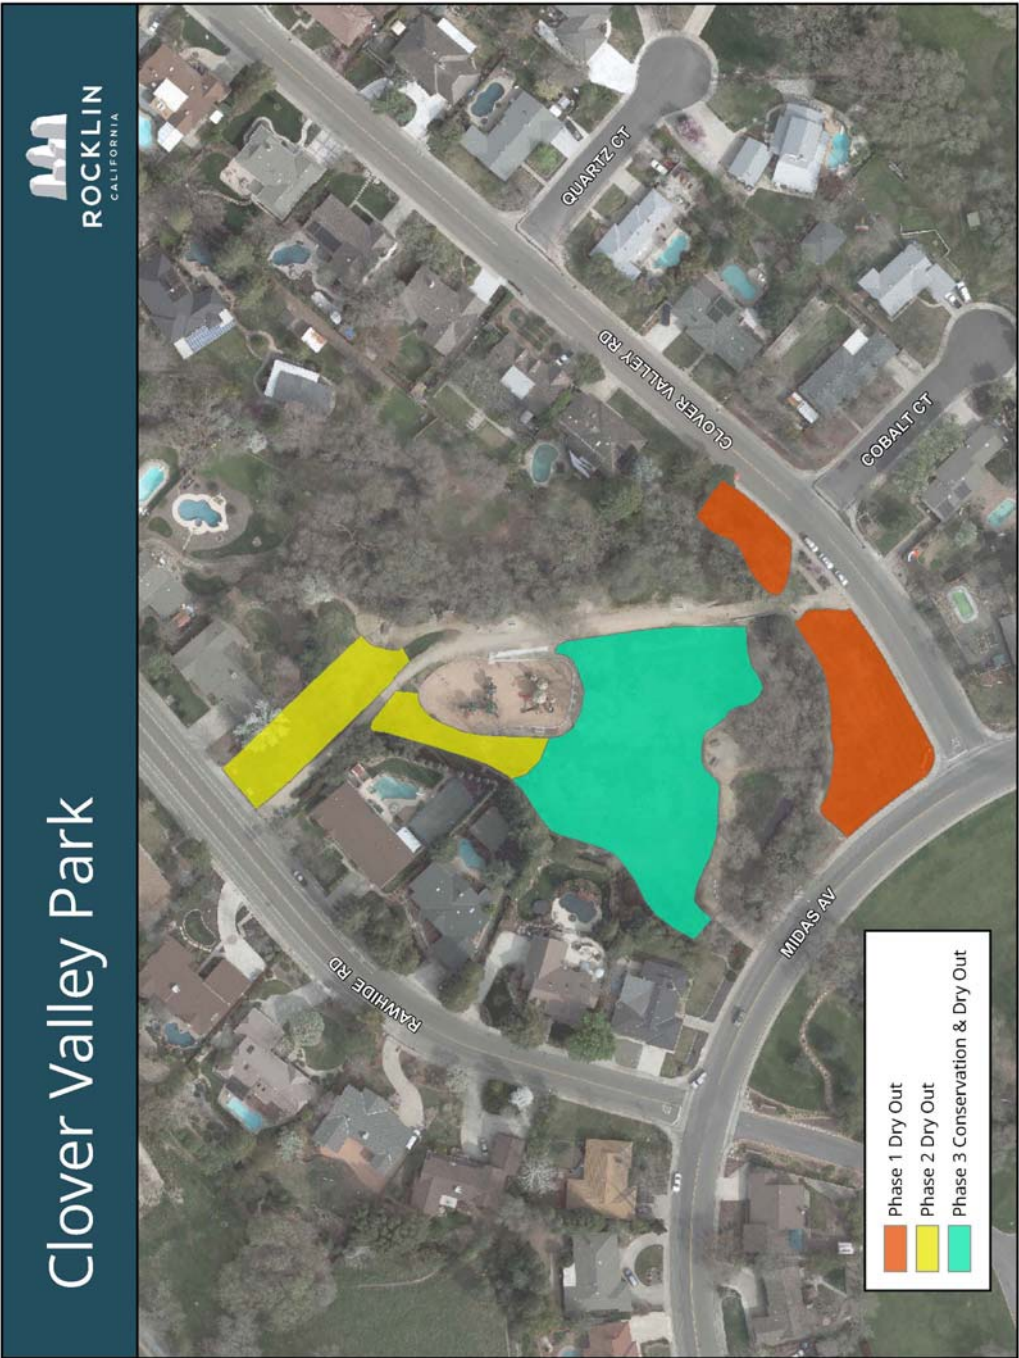 Clover Valley Park
ROCKLIN
CALIFORNIA
RAWHIDE RD
CLOVER VALLEY RD
QUARTZ CT
COBALT CT
MIDAS AV
Phase 1 Dry Out
Phase 2 Dry Out
Phase 3 Conservation & Dry Out